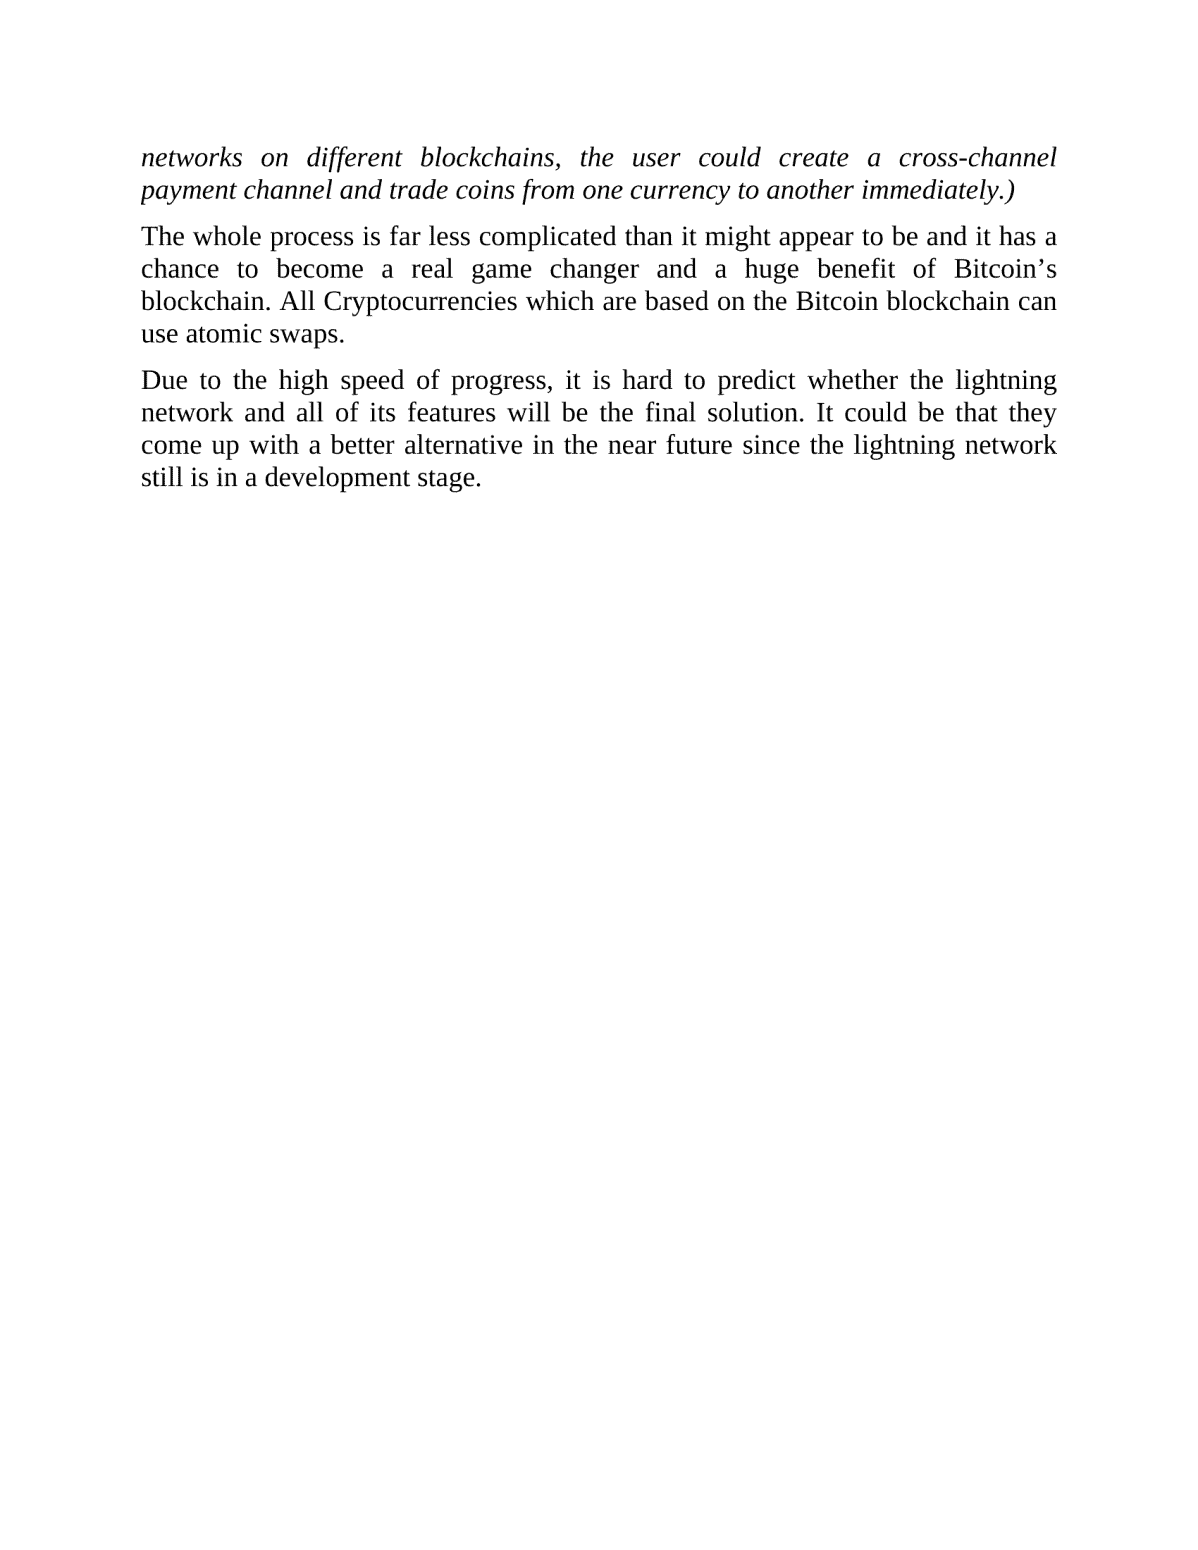 networks on different blockchains, the user could create a cross-channel
payment channel and trade coins from one currency to another immediately.)
The whole process is far less complicated than it might appear to be and it has a
chance to become a real game changer and a huge benefit of Bitcoin’s
blockchain. All Cryptocurrencies which are based on the Bitcoin blockchain can
use atomic swaps.
Due to the high speed of progress, it is hard to predict whether the lightning
network and all of its features will be the final solution. It could be that they
come up with a better alternative in the near future since the lightning network
still is in a development stage.